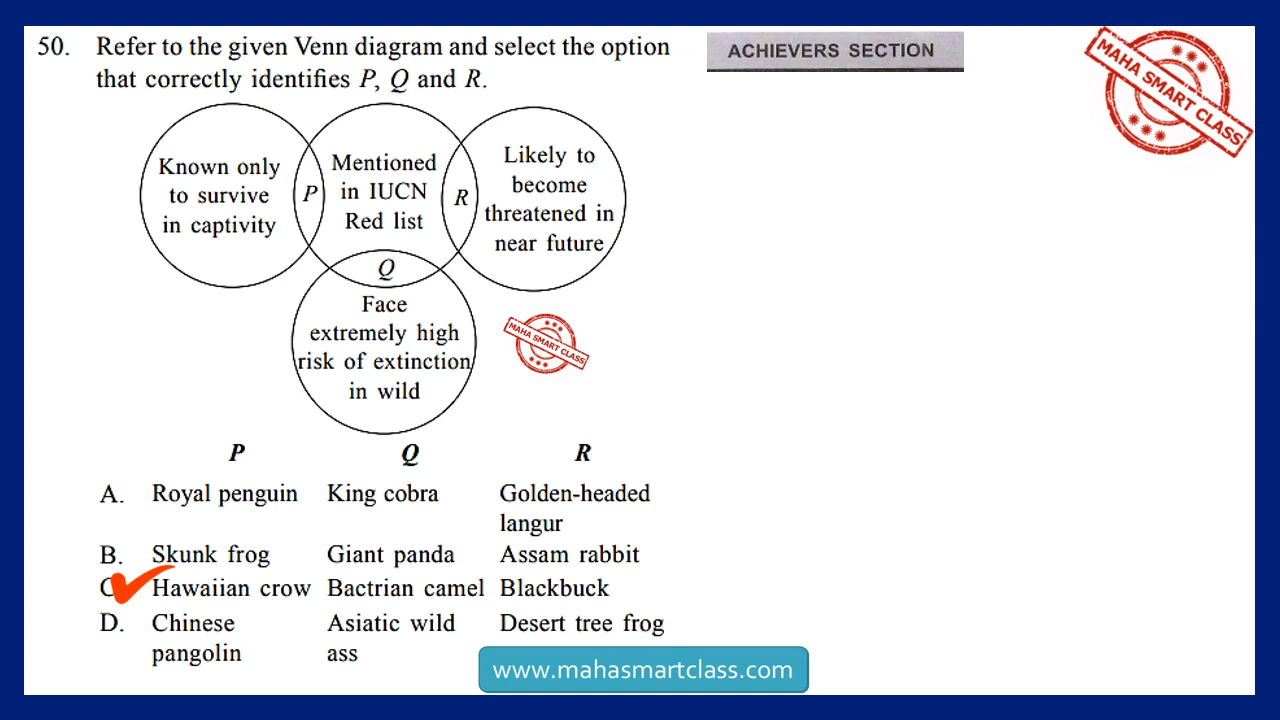 50. Refer to the given Venn diagram and select the option
that correctly identifies P, Q and R.
ACHIEVERS SECTION
MAHA SMART CLASS
Known only
to survive
in captivity
P
Mentioned
in IUCN
Red list
R
Likely to
become
threatened in
near future
Q
Face
extremely high
risk of extinction
in wild
MAHA SMART CLASS
P Q R
A. Royal penguin King cobra Golden-headed
langur
B. Skunk frog Giant panda Assam rabbit
C Hawaiian crow Bactrian camel Blackbuck
D. Chinese Asiatic wild Desert tree frog
pangolin ass
www.mahasmartclass.com